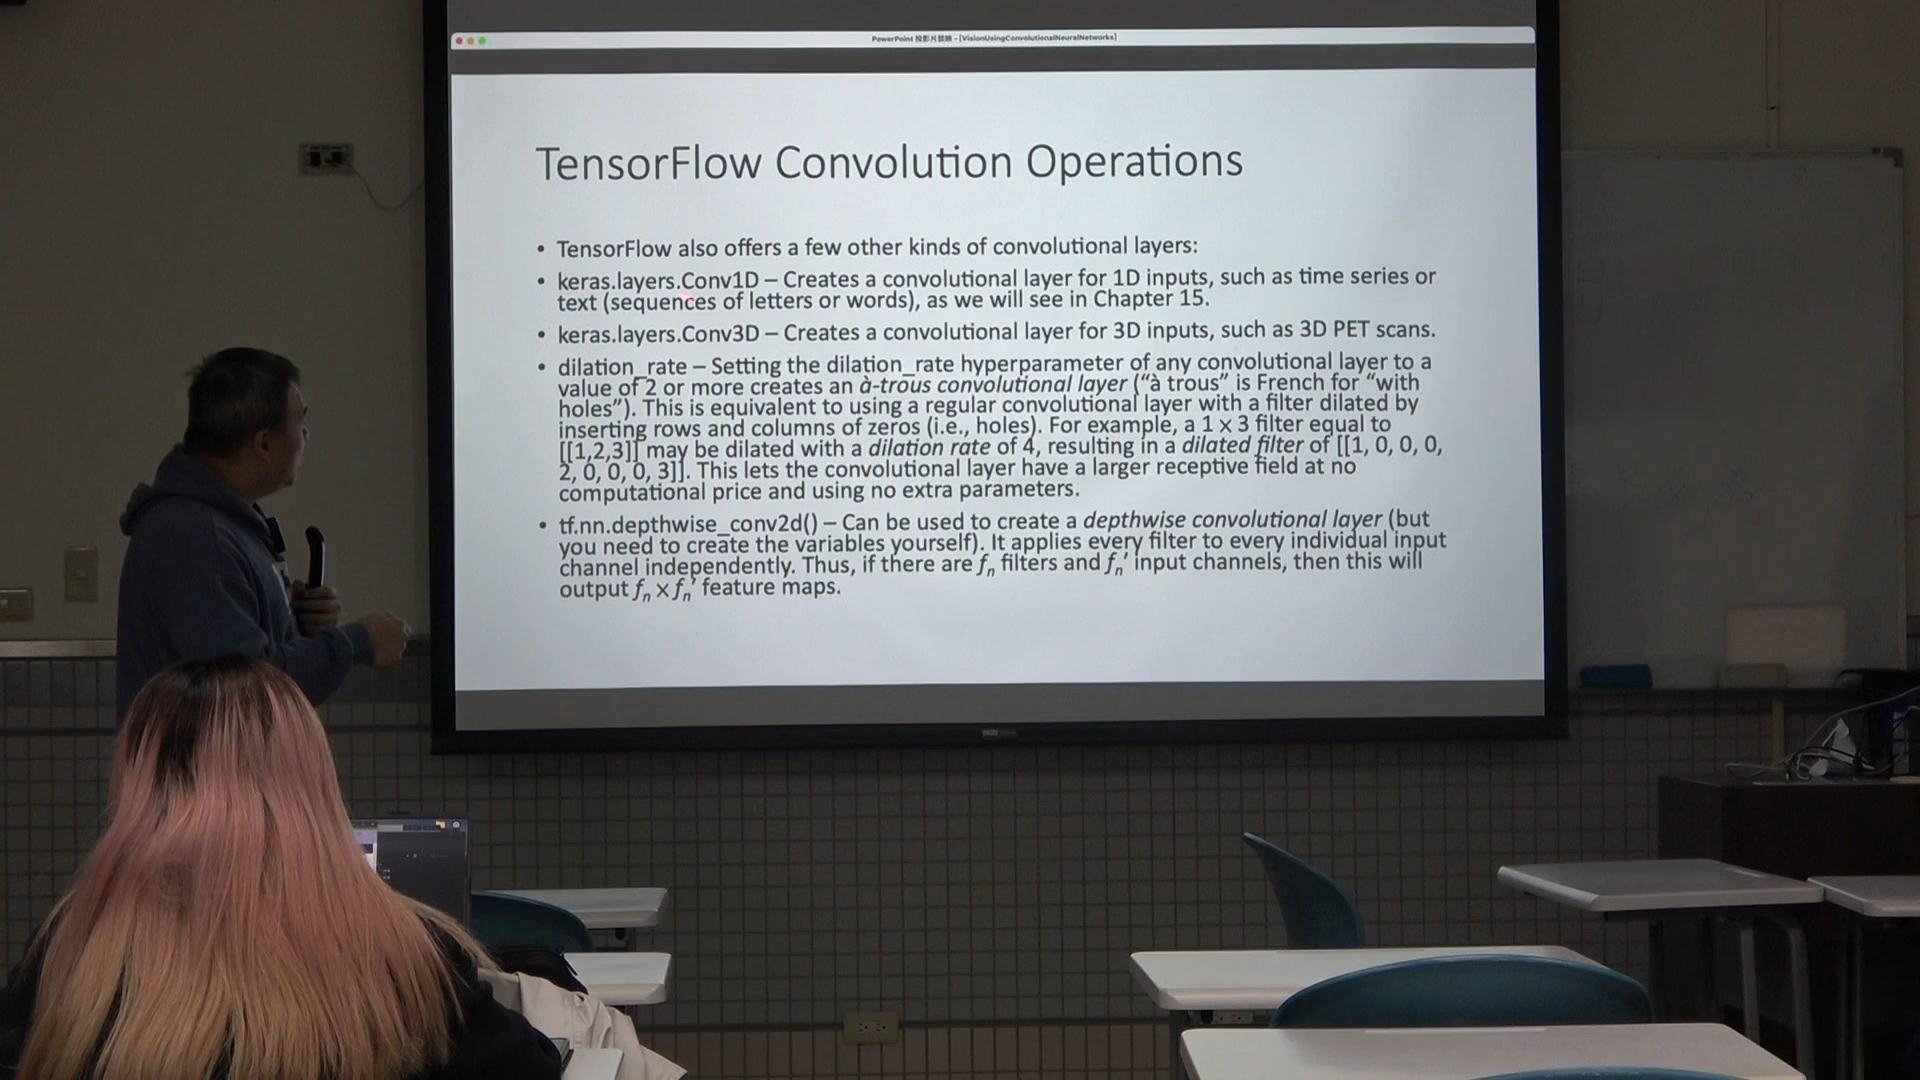 PowerPoint 投影片放映 - [VisionUsingConvolutionalNeuralNetworks]
TensorFlow Convolution Operations
• TensorFlow also offers a few other kinds of convolutional layers:
• keras.layers.Conv1D – Creates a convolutional layer for 1D inputs, such as time series or
text (sequences of letters or words), as we will see in Chapter 15.
• keras.layers.Conv3D – Creates a convolutional layer for 3D inputs, such as 3D PET scans.
• dilation_rate – Setting the dilation_rate hyperparameter of any convolutional layer to a
value of 2 or more creates an à-trous convolutional layer (“à trous” is French for “with
holes”). This is equivalent to using a regular convolutional layer with a filter dilated by
inserting rows and columns of zeros (i.e., holes). For example, a 1 × 3 filter equal to
[[1,2,3]] may be dilated with a dilation rate of 4, resulting in a dilated filter of [[1, 0, 0, 0,
2, 0, 0, 0, 3]]. This lets the convolutional layer have a larger receptive field at no
computational price and using no extra parameters.
• tf.nn.depthwise_conv2d() – Can be used to create a depthwise convolutional layer (but
you need to create the variables yourself). It applies every filter to every individual input
channel independently. Thus, if there are fn filters and fn′ input channels, then this will
output fn × fn′ feature maps.